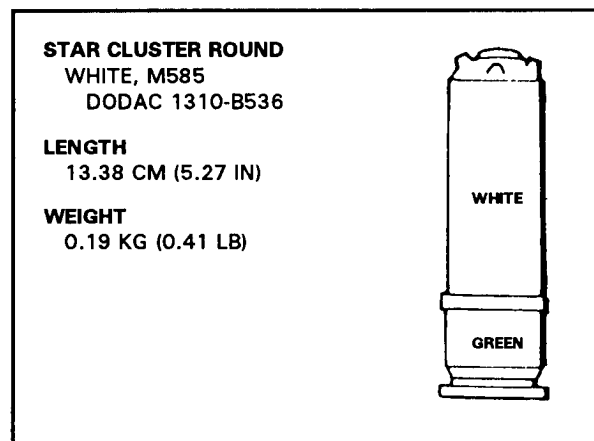 STAR CLUSTER ROUND
WHITE, M585
DODAC 1310-B536
LENGTH
13.38 CM (5.27 IN)
WEIGHT
0.19 KG (0.41 LB)
WHITE
GREEN